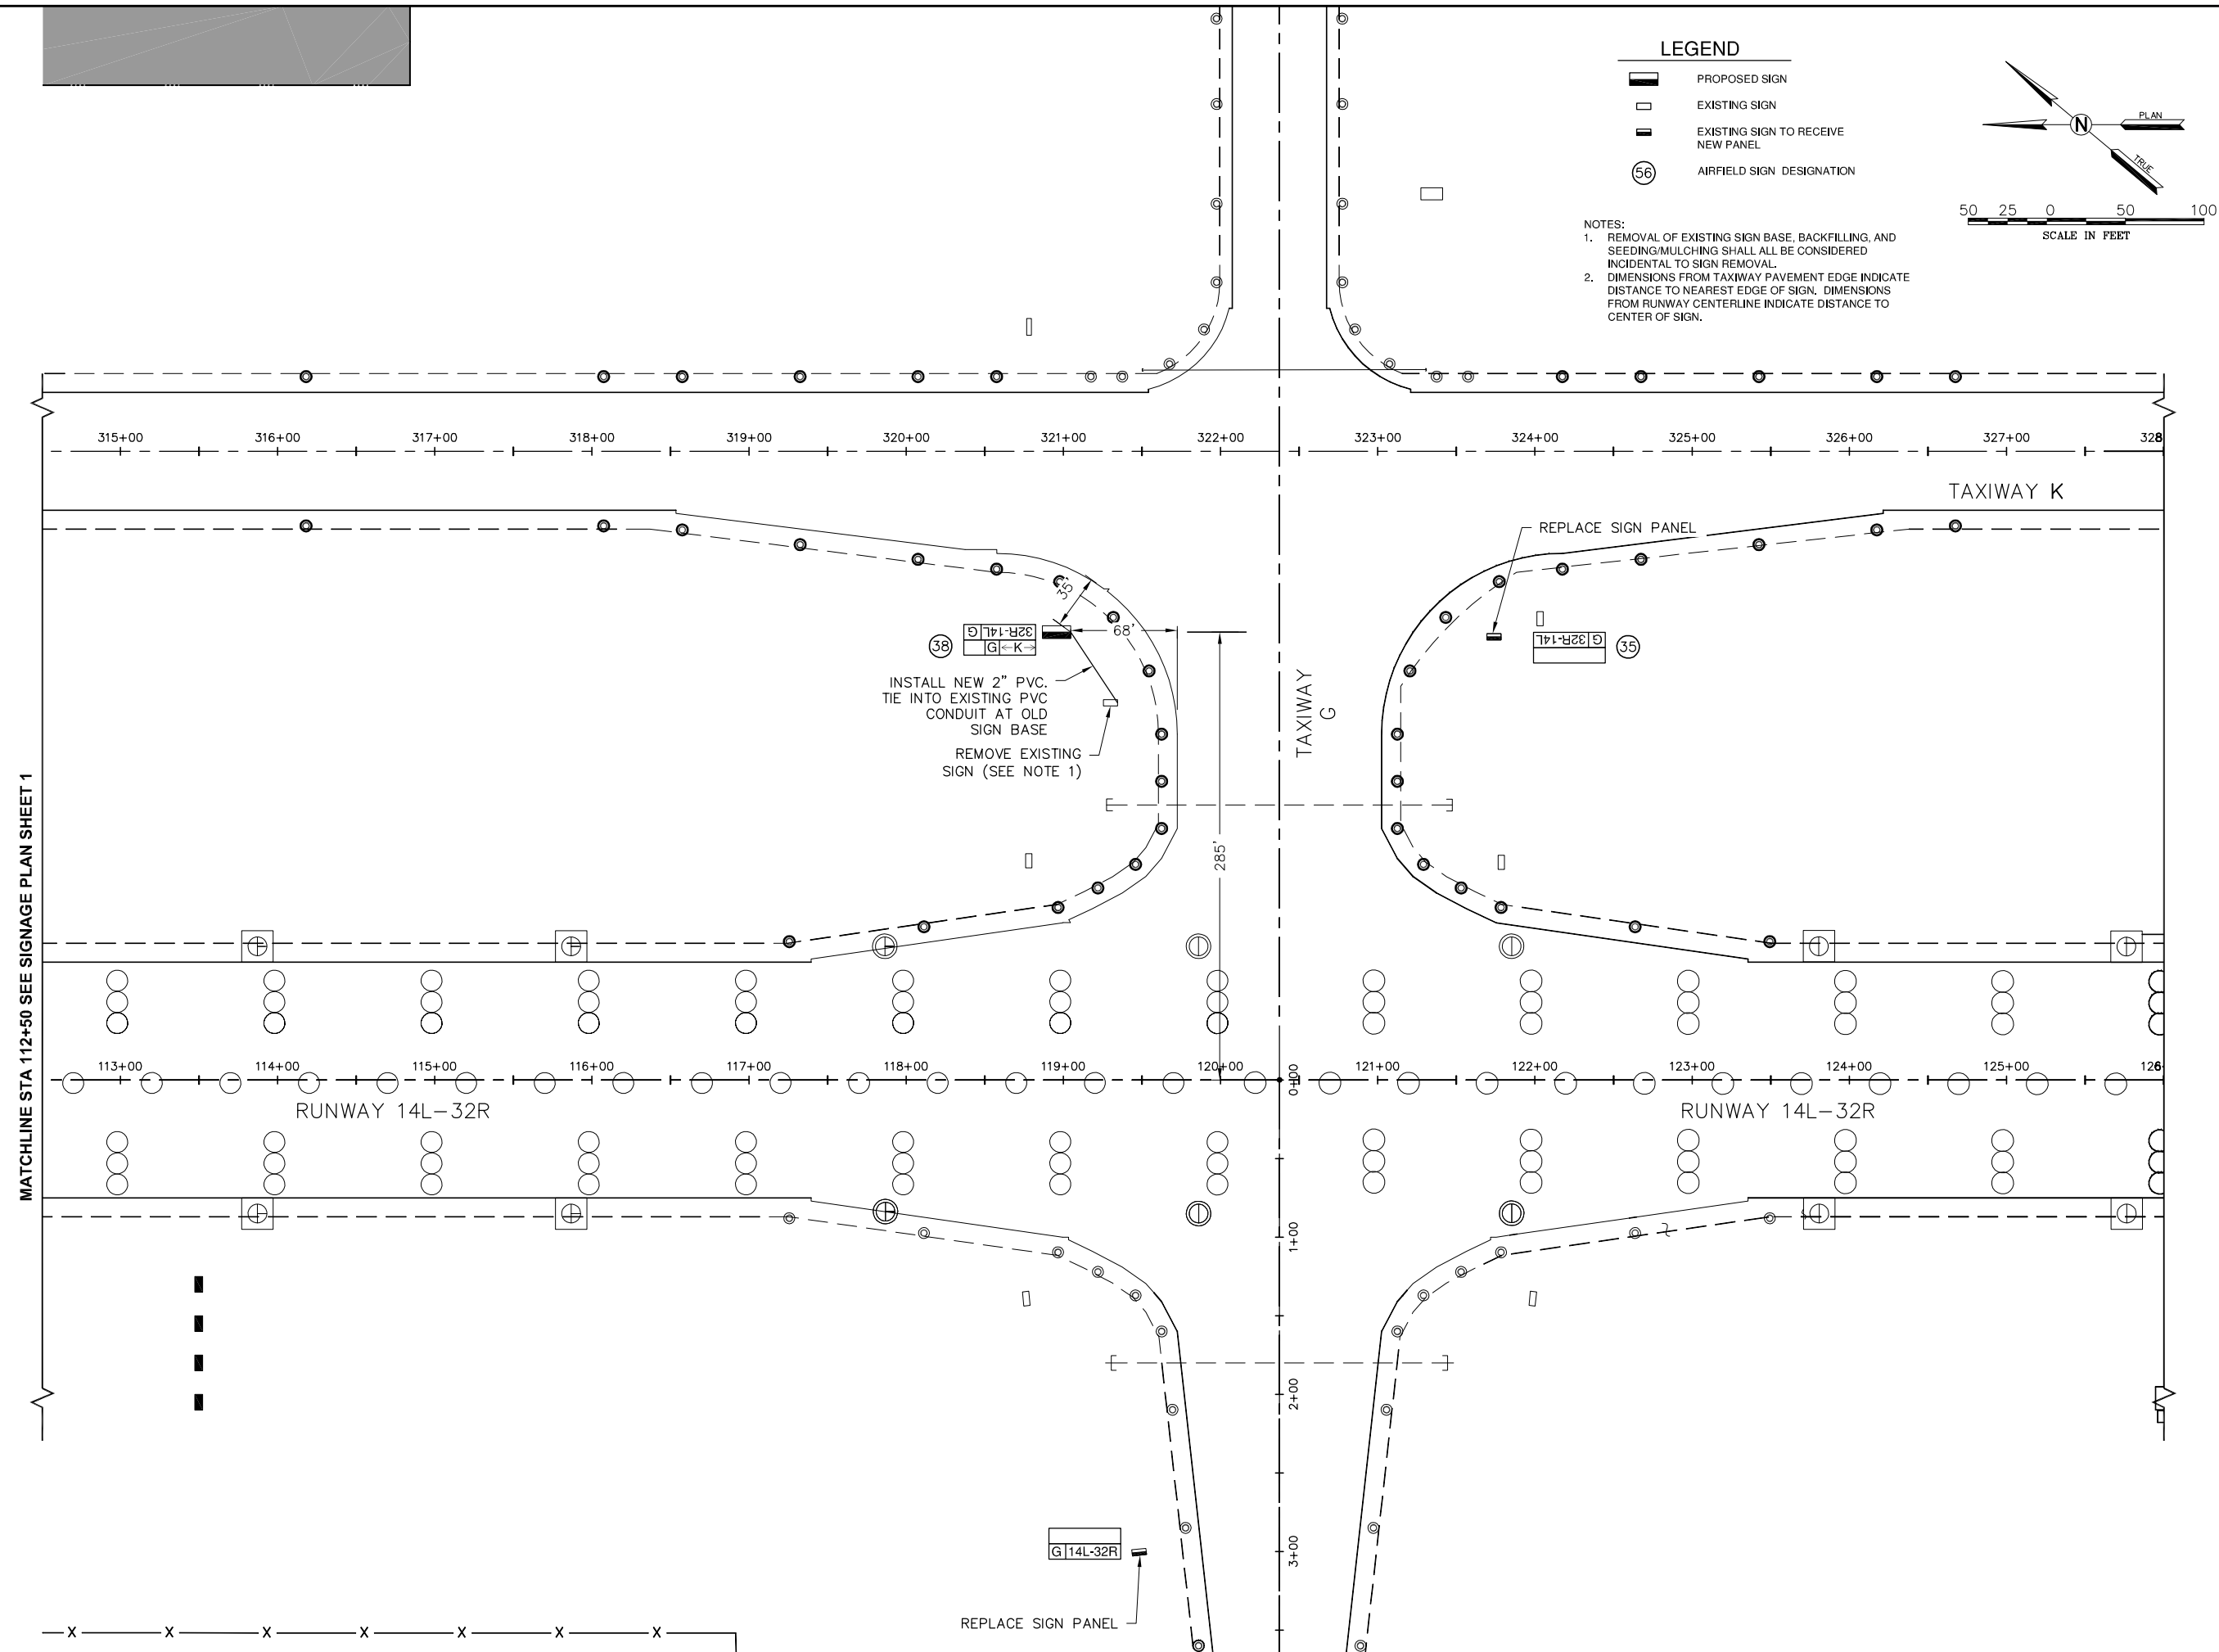 LEGEND
PROPOSED SIGN
EXISTING SIGN
EXISTING SIGN TO RECEIVE
NEW PANEL
56 AIRFIELD SIGN DESIGNATION
N
PLAN
TRUE
50 25 0 50 100
SCALE IN FEET
NOTES:
1. REMOVAL OF EXISTING SIGN BASE, BACKFILLING, AND
SEEDING/MULCHING SHALL ALL BE CONSIDERED
INCIDENTAL TO SIGN REMOVAL.
2. DIMENSIONS FROM TAXIWAY PAVEMENT EDGE INDICATE
DISTANCE TO NEAREST EDGE OF SIGN. DIMENSIONS
FROM RUNWAY CENTERLINE INDICATE DISTANCE TO
CENTER OF SIGN.
315+00 316+00 317+00 318+00 319+00 320+00 321+00 322+00 323+00 324+00 325+00 326+00 327+00 328
TAXIWAY K
REPLACE SIGN PANEL
35'
68'
38
G 32R-14L
G ←K→
G 32R-14L
35
INSTALL NEW 2" PVC.
TIE INTO EXISTING PVC
CONDUIT AT OLD
SIGN BASE
REMOVE EXISTING
SIGN (SEE NOTE 1)
TAXIWAY
G
285'
MATCHLINE STA 112+50 SEE SIGNAGE PLAN SHEET 1
113+00 114+00 115+00 116+00 117+00 118+00 119+00 120+00 121+00 122+00 123+00 124+00 125+00 126
0+00
RUNWAY 14L-32R
RUNWAY 14L-32R
1+00
2+00
3+00
G 14L-32R
REPLACE SIGN PANEL
X X X X X X X